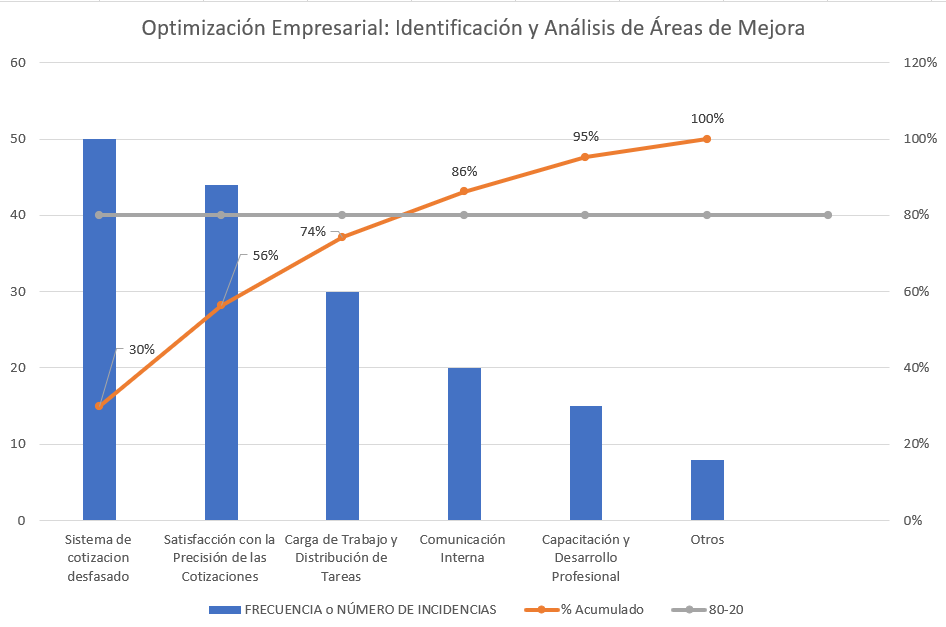 Optimización Empresarial: Identificación y Análisis de Áreas de Mejora
60
50
40
30
20
10
0
120%
100%
80%
60%
40%
20%
0%
30%
56%
74%
86%
95%
100%
Sistema de
cotizacion
desfasado
Satisfacción con la
Precisión de las
Cotizaciones
Carga de Trabajo y
Distribución de
Tareas
Comunicación
Interna
Capacitación y
Desarrollo
Profesional
Otros
FRECUENCIA o NÚMERO DE INCIDENCIAS
% Acumulado
80-20